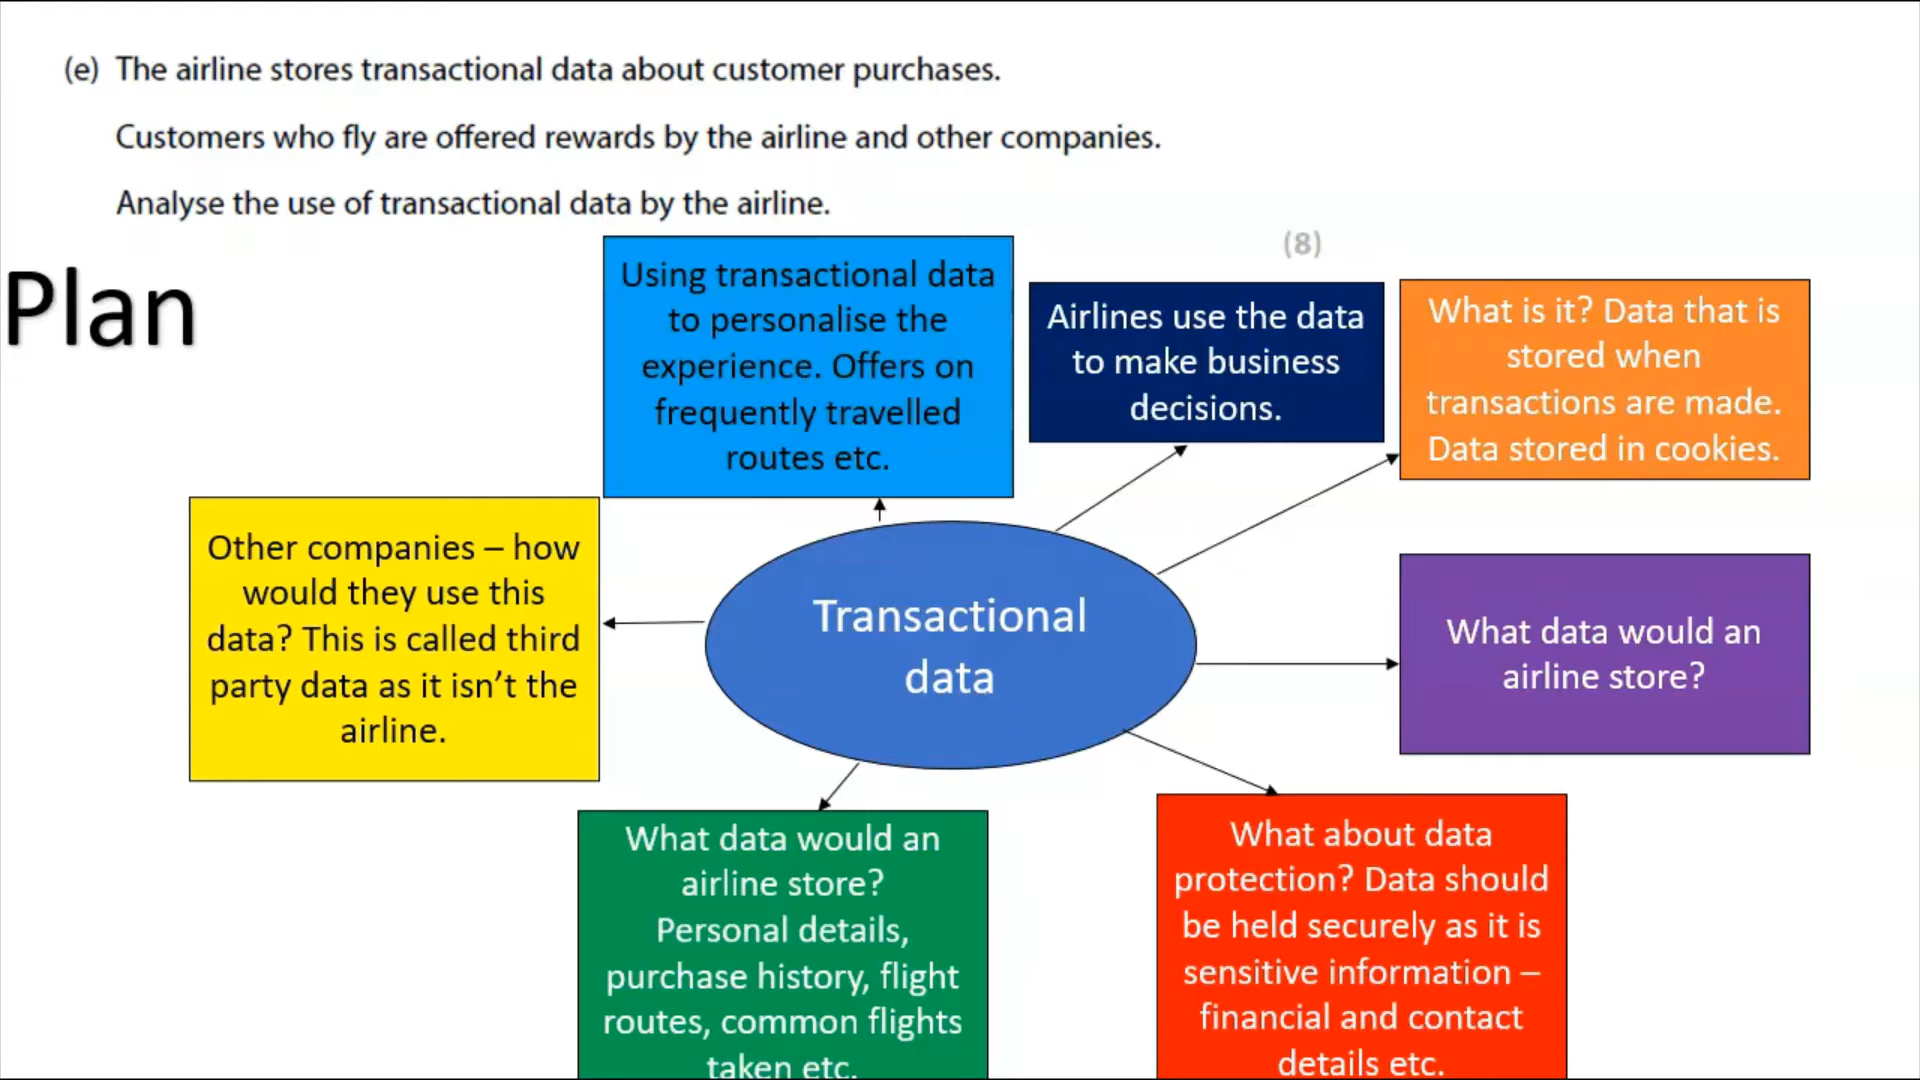 (e) The airline stores transactional data about customer purchases.
Customers who fly are offered rewards by the airline and other companies.
Analyse the use of transactional data by the airline.
(8)
Plan
Using transactional data
to personalise the
experience. Offers on
frequently travelled
routes etc.
Airlines use the data
to make business
decisions.
What is it? Data that is
stored when
transactions are made.
Data stored in cookies.
Other companies – how
would they use this
data? This is called third
party data as it isn’t the
airline.
Transactional
data
What data would an
airline store?
What data would an
airline store?
Personal details,
purchase history, flight
routes, common flights
taken etc.
What about data
protection? Data should
be held securely as it is
sensitive information –
financial and contact
details etc.